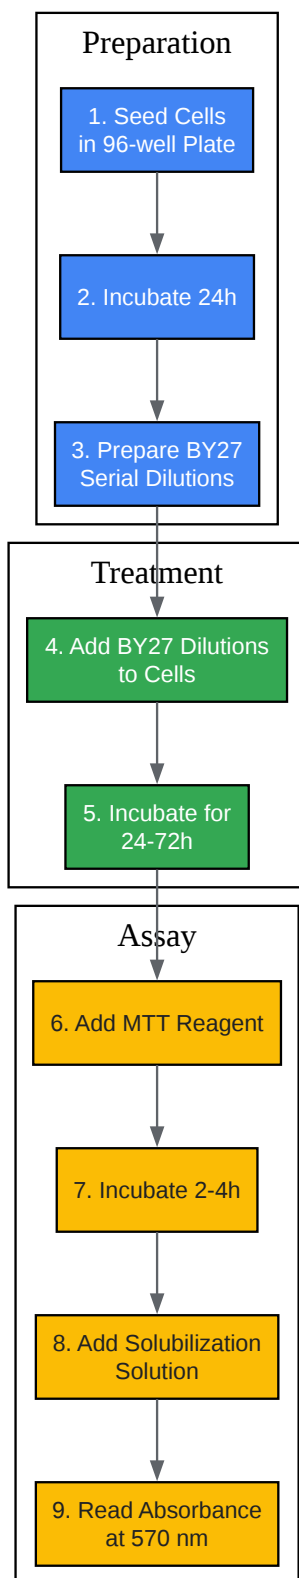 Preparation
1. Seed Cells
in 96-well Plate
2. Incubate 24h
3. Prepare BY27
Serial Dilutions
Treatment
4. Add BY27 Dilutions
to Cells
5. Incubate for
24-72h
Assay
6. Add MTT Reagent
7. Incubate 2-4h
8. Add Solubilization
Solution
9. Read Absorbance
at 570 nm